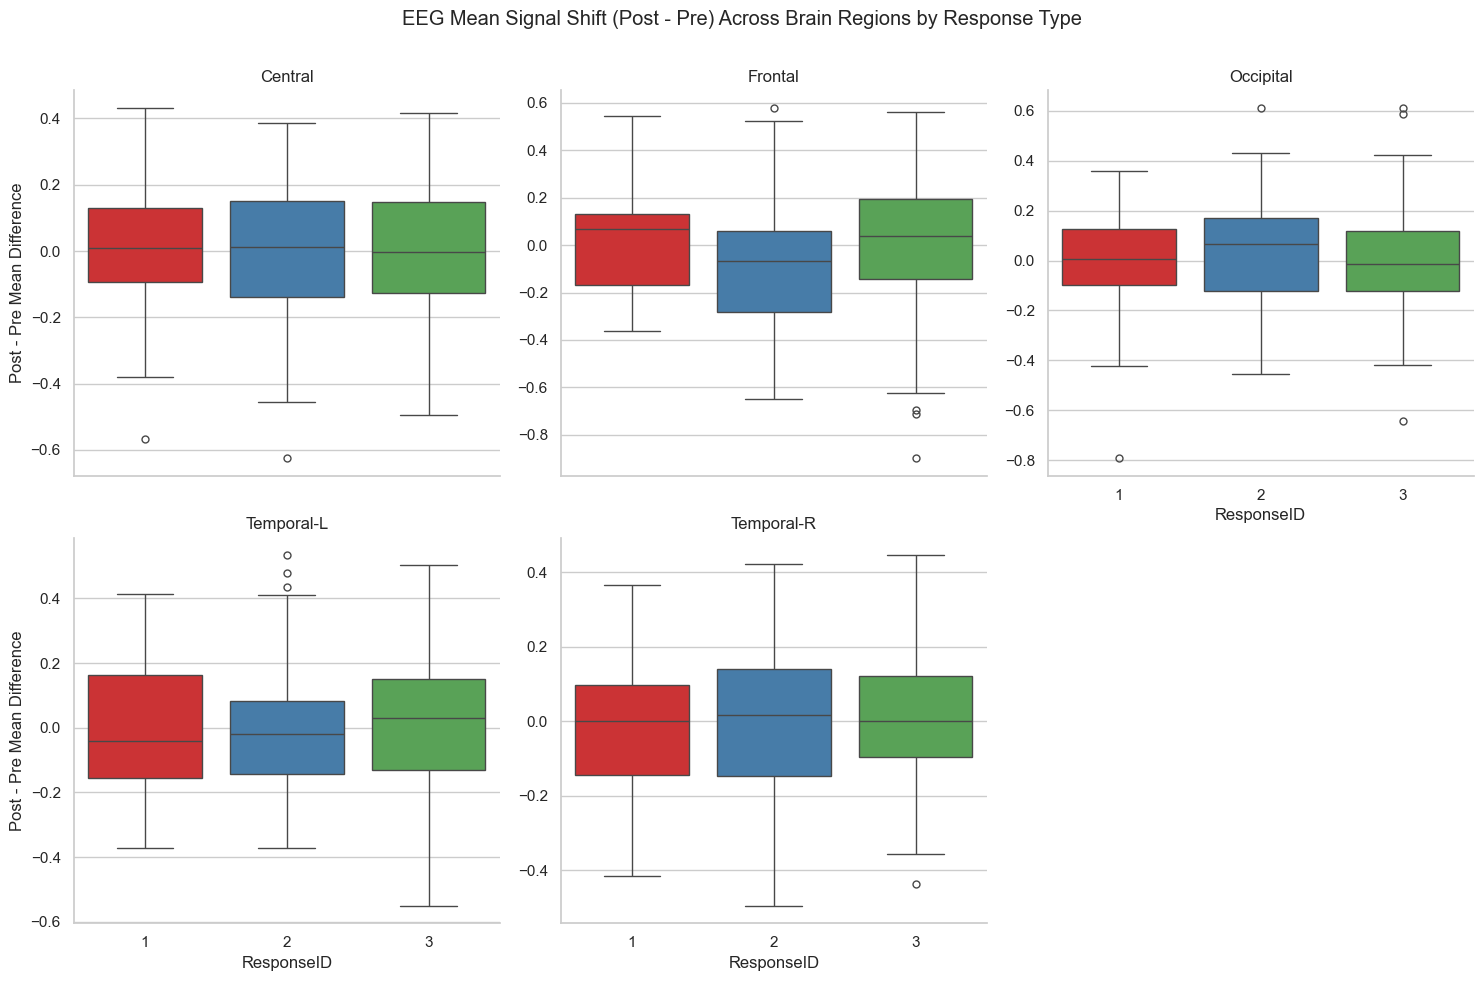 EEG Mean Signal Shift (Post - Pre) Across Brain Regions by Response Type
Central
Post - Pre Mean Difference
0.4
0.2
0.0
−0.2
−0.4
−0.6
Frontal
0.6
0.4
0.2
0.0
−0.2
−0.4
−0.6
−0.8
Occipital
0.6
0.4
0.2
0.0
−0.2
−0.4
−0.6
−0.8
1 2 3
ResponseID
Temporal-L
Post - Pre Mean Difference
0.4
0.2
0.0
−0.2
−0.4
−0.6
1 2 3
ResponseID
Temporal-R
0.4
0.2
0.0
−0.2
−0.4
1 2 3
ResponseID